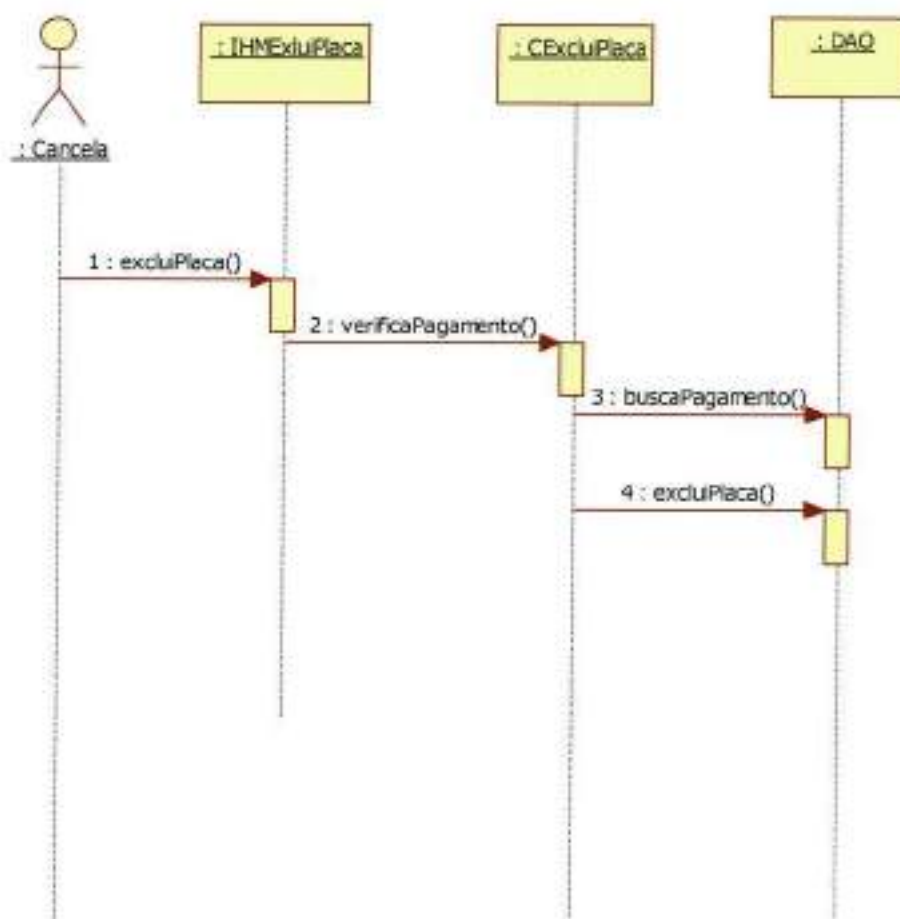 : IHMExluiPlaca
: CExcluiPlaca
: DAO
: Cancela
1 : excluiPlaca()
2 : verificaPagamento()
3 : buscaPagamento()
4 : excluiPlaca()